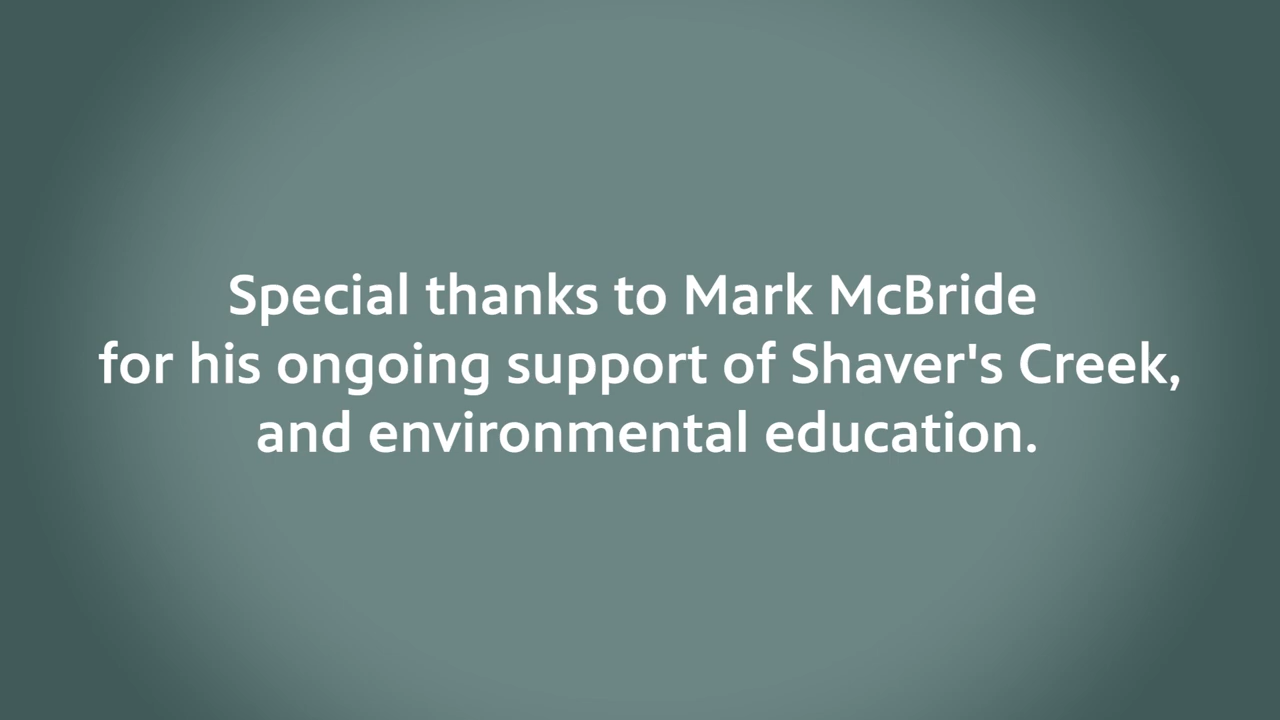 Special thanks to Mark McBride
for his ongoing support of Shaver's Creek,
and environmental education.